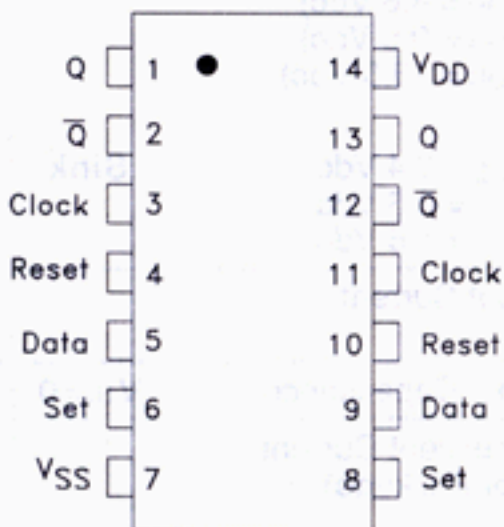 Q 1 14 VDD
Q̅ 2 13 Q
Clock 3 12 Q̅
Reset 4 11 Clock
Data 5 10 Reset
Set 6 9 Data
VSS 7 8 Set